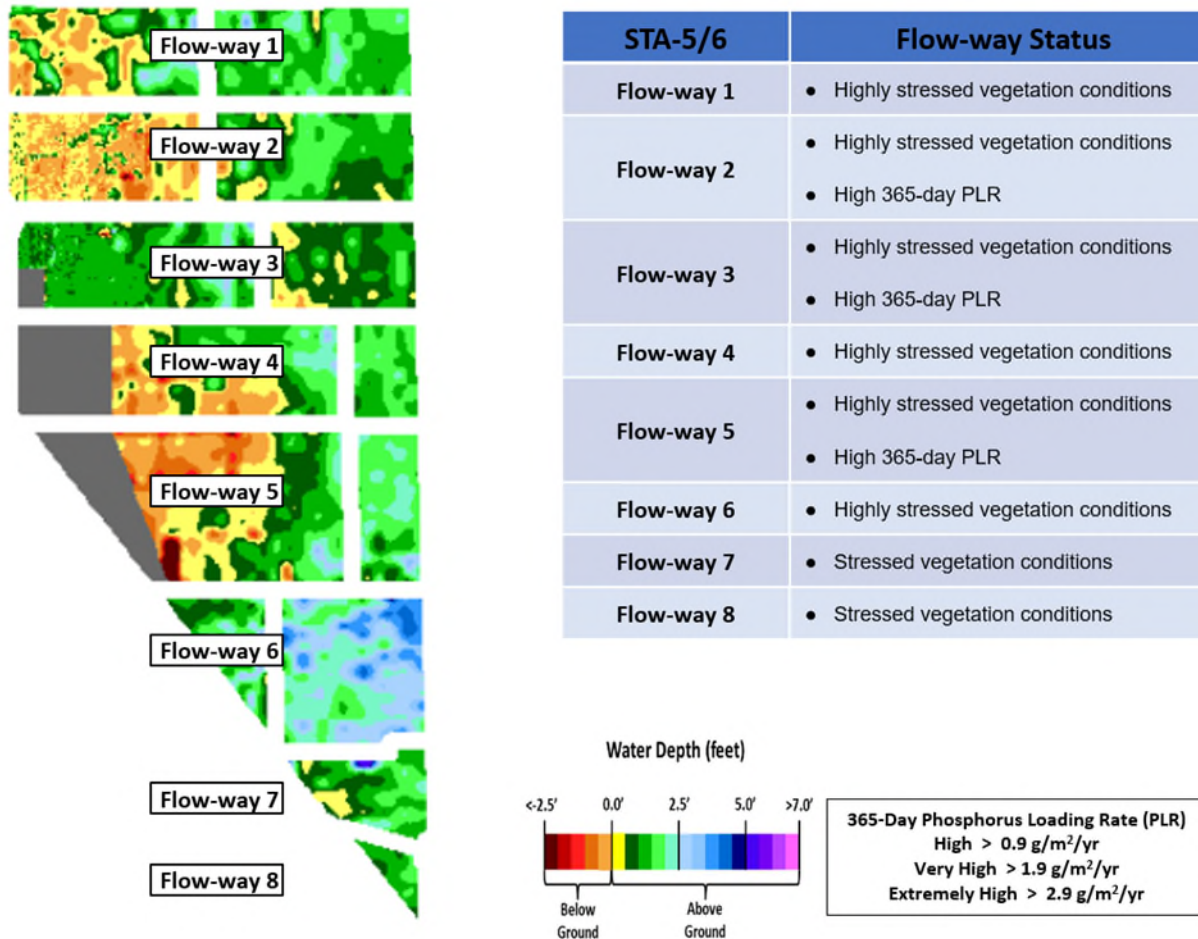 Flow-way 1
Flow-way 2
Flow-way 3
Flow-way 4
Flow-way 5
Flow-way 6
Flow-way 7
Flow-way 8
STA-5/6 Flow-way Status
Flow-way 1 • Highly stressed vegetation conditions
Flow-way 2 • Highly stressed vegetation conditions
• High 365-day PLR
Flow-way 3 • Highly stressed vegetation conditions
• High 365-day PLR
Flow-way 4 • Highly stressed vegetation conditions
Flow-way 5 • Highly stressed vegetation conditions
• High 365-day PLR
Flow-way 6 • Highly stressed vegetation conditions
Flow-way 7 • Stressed vegetation conditions
Flow-way 8 • Stressed vegetation conditions
Water Depth (feet)
<-2.5' 0.0' 2.5' 5.0' >7.0'
Below Above
Ground Ground
365-Day Phosphorus Loading Rate (PLR)
High > 0.9 g/m²/yr
Very High > 1.9 g/m²/yr
Extremely High > 2.9 g/m²/yr